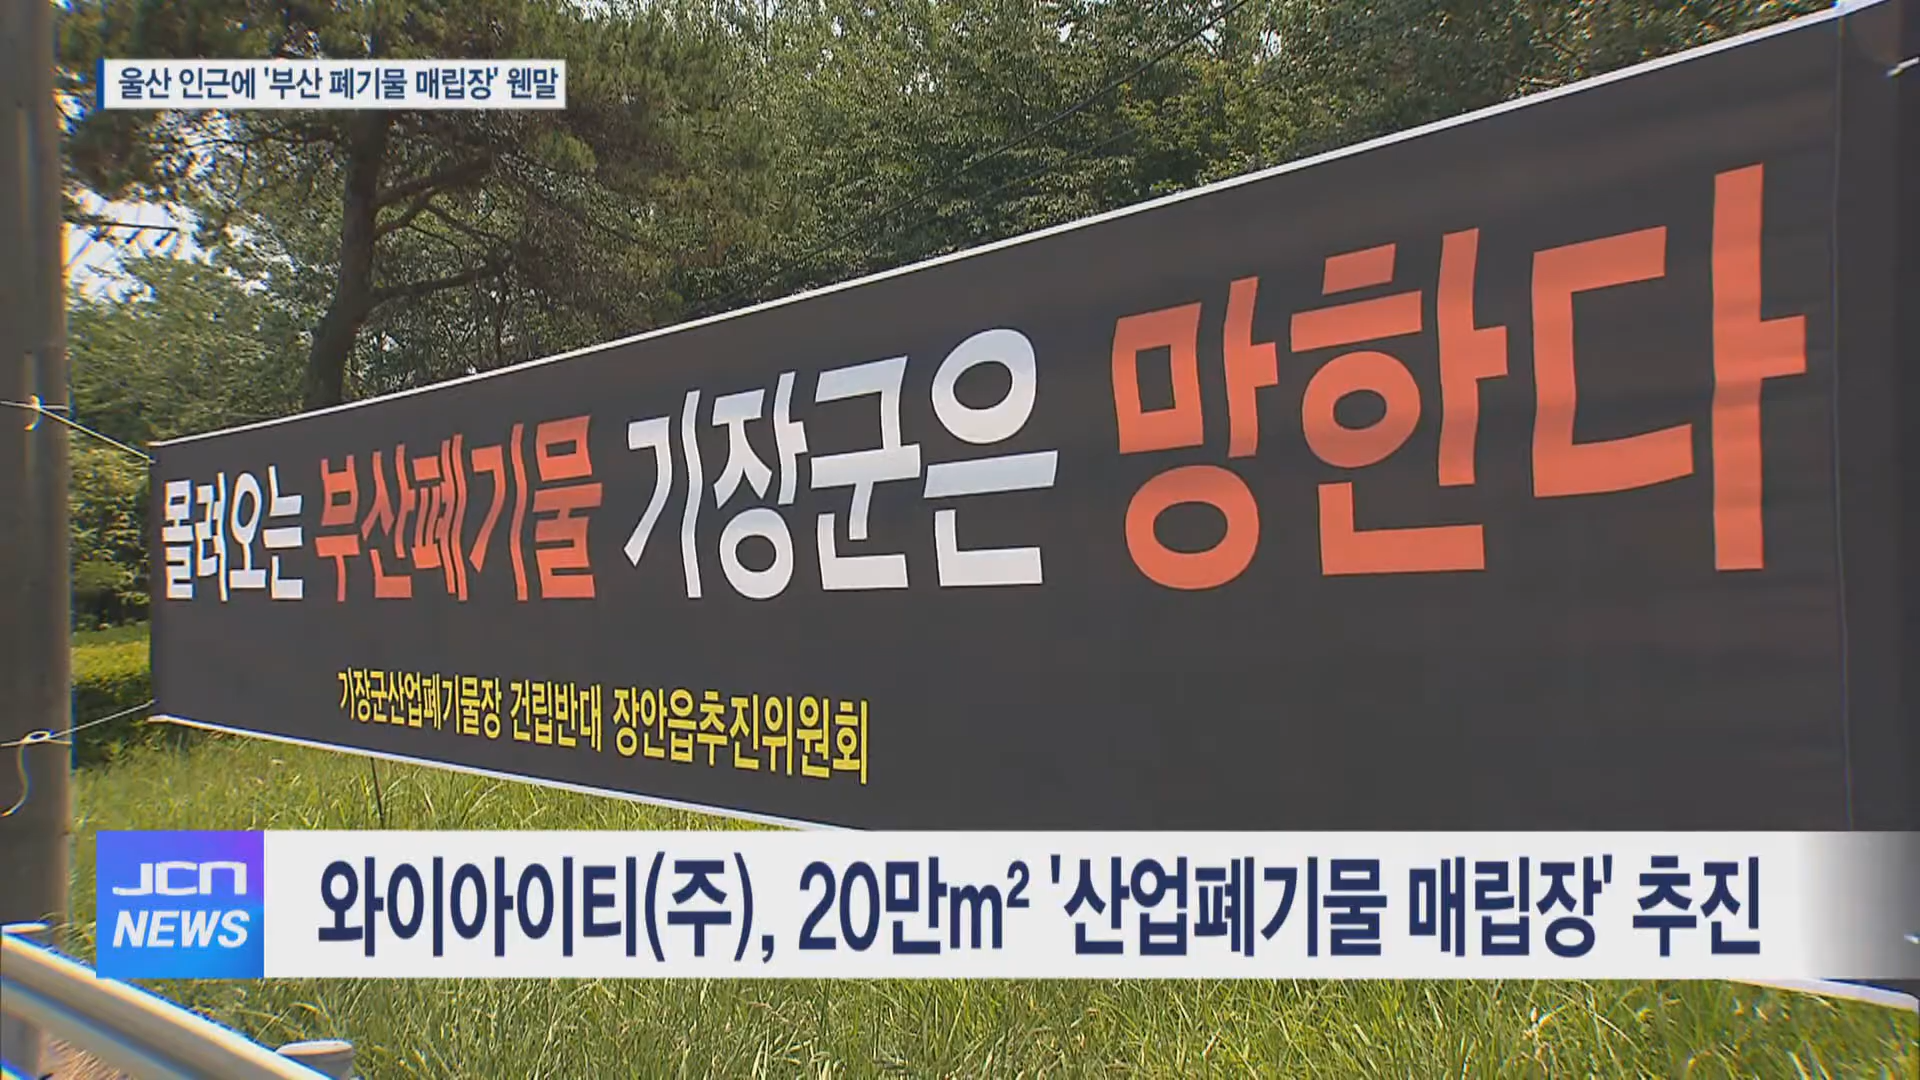 울산 인근에 '부산 폐기물 매립장' 웬말
몰려오는 부산폐기물 기장군은 망한다
기장군산업폐기물장 건립반대 장안읍추진위원회
JCN
NEWS
와이아이티(주), 20만m² '산업폐기물 매립장' 추진